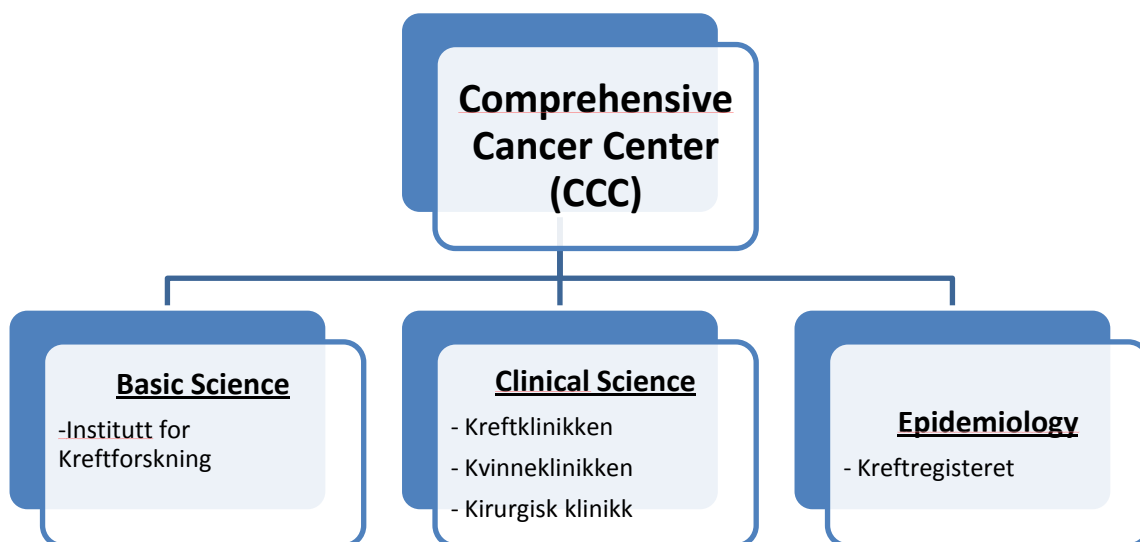 Comprehensive
Cancer Center
(CCC)
Basic Science
-Institutt for
Kreftforskning
Clinical Science
- Kreftklinikken
- Kvinneklinikken
- Kirurgisk klinikk
Epidemiology
- Kreftregisteret